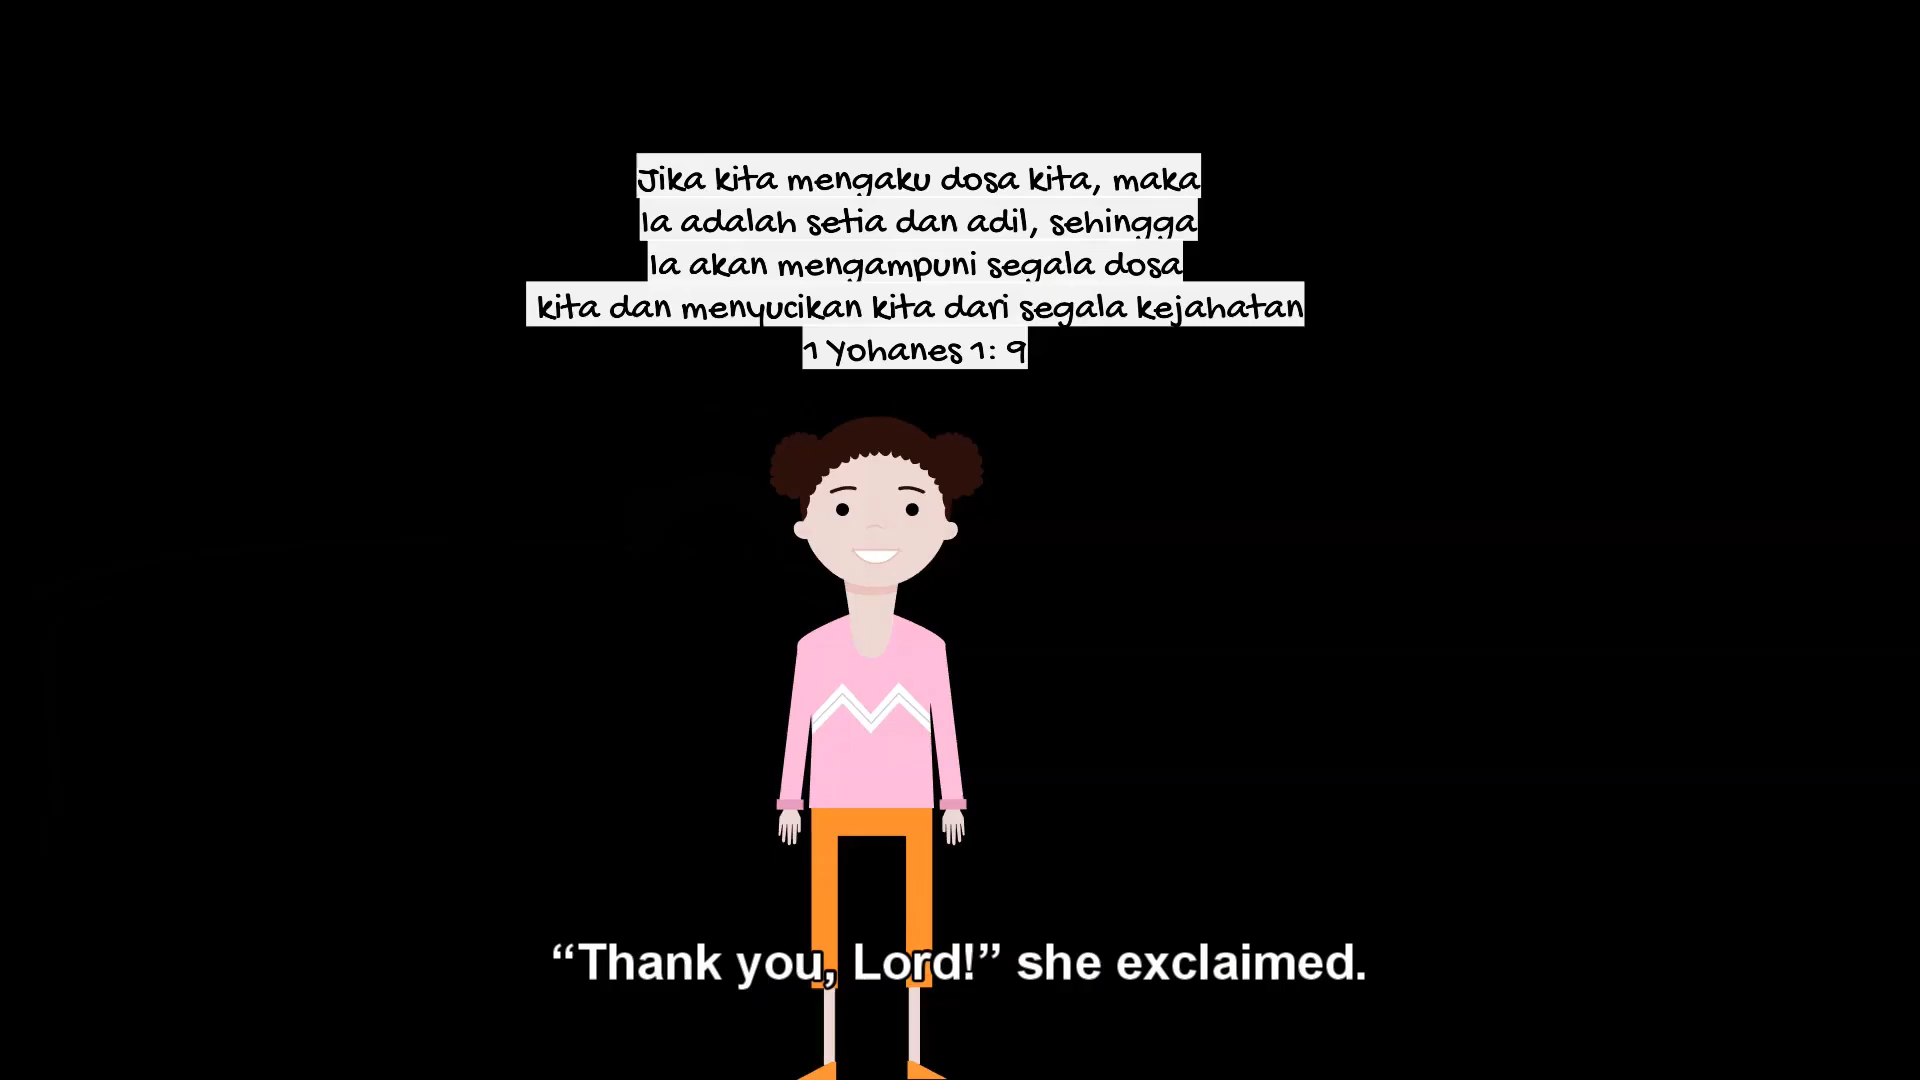 Jika kita mengaku dosa kita, maka
Ia adalah setia dan adil, sehingga
Ia akan mengampuni segala dosa
kita dan menyucikan kita dari segala kejahatan
1 Yohanes 1: 9
“Thank you, Lord!” she exclaimed.